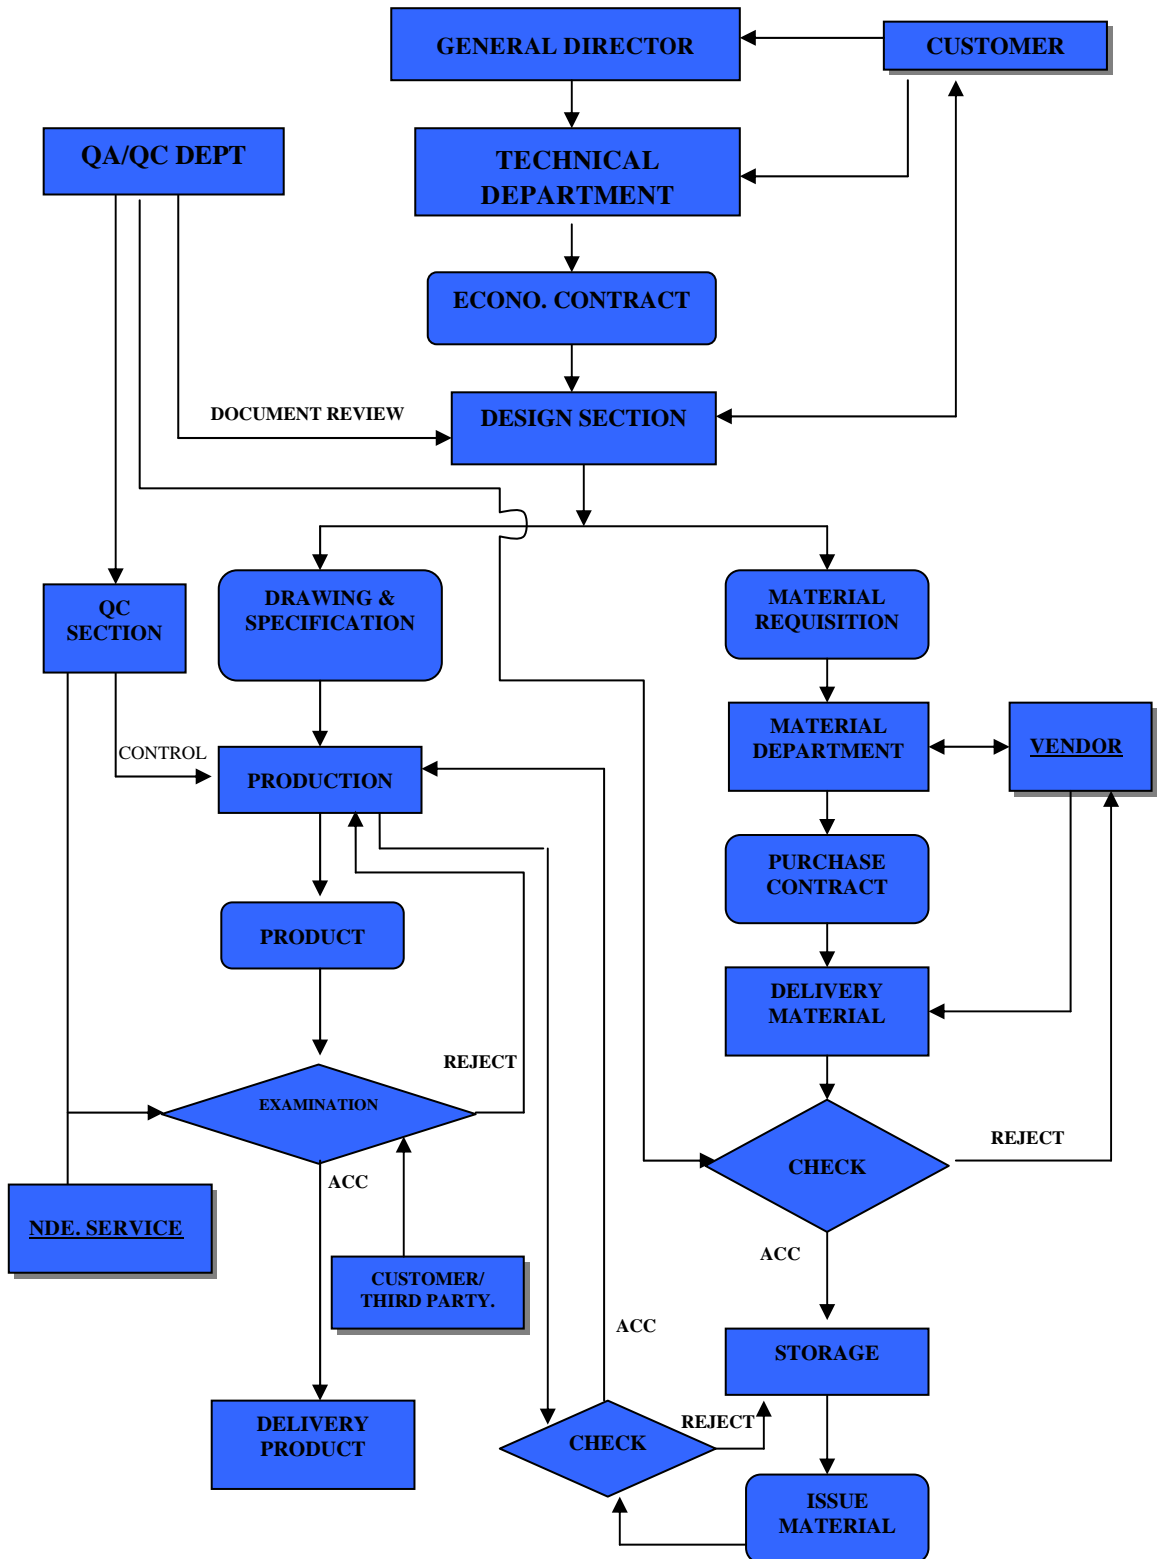 GENERAL DIRECTOR
CUSTOMER
QA/QC DEPT
TECHNICAL
DEPARTMENT
ECONO. CONTRACT
DOCUMENT REVIEW
DESIGN SECTION
QC
SECTION
DRAWING &
SPECIFICATION
MATERIAL
REQUISITION
CONTROL
PRODUCTION
MATERIAL
DEPARTMENT
VENDOR
PURCHASE
CONTRACT
PRODUCT
DELIVERY
MATERIAL
REJECT
EXAMINATION
REJECT
CHECK
ACC
NDE. SERVICE
ACC
CUSTOMER/
THIRD PARTY.
ACC
STORAGE
DELIVERY
PRODUCT
CHECK
REJECT
ISSUE
MATERIAL